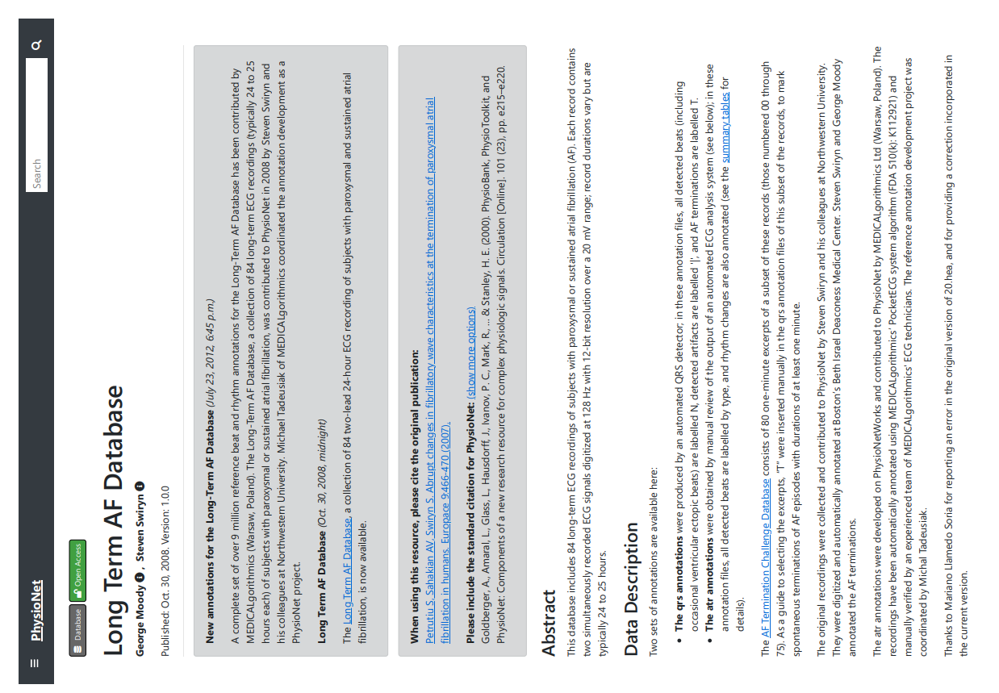 PhysioNet
Search
Database
Open Access
Long Term AF Database
George Moody , Steven Swiryn
Published: Oct. 30, 2008. Version: 1.0.0
New annotations for the Long-Term AF Database (July 23, 2012, 6:45 p.m.)
A complete set of over 9 million reference beat and rhythm annotations for the Long-Term AF Database has been contributed by
MEDICALgorithmics (Warsaw, Poland). The Long-Term AF Database, a collection of 84 long-term ECG recordings (typically 24 to 25
hours each) of subjects with paroxysmal or sustained atrial fibrillation, was contributed to PhysioNet in 2008 by Steven Swiryn and
his colleagues at Northwestern University. Michael Tadeusiak of MEDICALgorithmics coordinated the annotation development as a
PhysioNet project.
Long Term AF Database (Oct. 30, 2008, midnight)
The Long Term AF Database, a collection of 84 two-lead 24-hour ECG recording of subjects with paroxysmal and sustained atrial
fibrillation, is now available.
When using this resource, please cite the original publication:
Petrutiu S, Sahakian AV, Swiryn S. Abrupt changes in fibrillatory wave characteristics at the termination of paroxysmal atrial
fibrillation in humans. Europace 9:466-470 (2007).
Please include the standard citation for PhysioNet: (show more options)
Goldberger, A., Amaral, L., Glass, L., Hausdorff, J., Ivanov, P. C., Mark, R., ... & Stanley, H. E. (2000). PhysioBank, PhysioToolkit, and
PhysioNet: Components of a new research resource for complex physiologic signals. Circulation [Online]. 101 (23), pp. e215–e220.
Abstract
This database includes 84 long-term ECG recordings of subjects with paroxysmal or sustained atrial fibrillation (AF). Each record contains
two simultaneously recorded ECG signals digitized at 128 Hz with 12-bit resolution over a 20 mV range; record durations vary but are
typically 24 to 25 hours.
Data Description
Two sets of annotations are available here:
• The qrs annotations were produced by an automated QRS detector; in these annotation files, all detected beats (including
occasional ventricular ectopic beats) are labelled N, detected artifacts are labelled '|', and AF terminations are labelled T.
• The atr annotations were obtained by manual review of the output of an automated ECG analysis system (see below); in these
annotation files, all detected beats are labelled by type, and rhythm changes are also annotated (see the summary tables for
details).
The AF Termination Challenge Database consists of 80 one-minute excerpts of a subset of these records (those numbered 00 through
75). As a guide to selecting the excerpts, "T" were inserted manually in the qrs annotation files of this subset of the records, to mark
spontaneous terminations of AF episodes with durations of at least one minute.
The original recordings were collected and contributed to PhysioNet by Steven Swiryn and his colleagues at Northwestern University.
They were digitized and automatically annotated at Boston's Beth Israel Deaconess Medical Center. Steven Swiryn and George Moody
annotated the AF terminations.
The atr annotations were developed on PhysioNetWorks and contributed to PhysioNet by MEDICALgorithmics Ltd (Warsaw, Poland). The
recordings have been automatically annotated using MEDICALgorithmics' PocketECG system algorithm (FDA 510(k): K112921) and
manually verified by an experienced team of MEDICALgorithmics' ECG technicians. The reference annotation development project was
coordinated by Michal Tadeusiak.
Thanks to Mariano Llamedo Soria for reporting an error in the original version of 20.hea, and for providing a correction incorporated in
the current version.